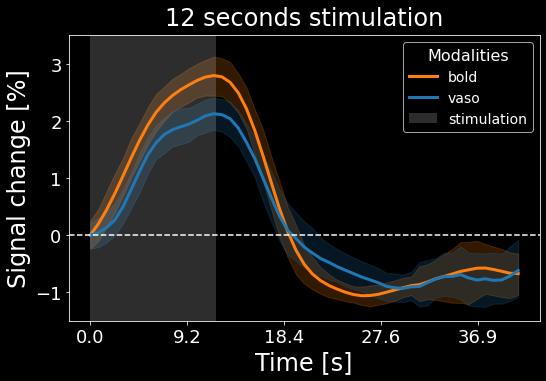 12 seconds stimulation
Signal change [%]
3
2
1
0
−1
Modalities
bold
vaso
stimulation
0.0 9.2 18.4 27.6 36.9
Time [s]